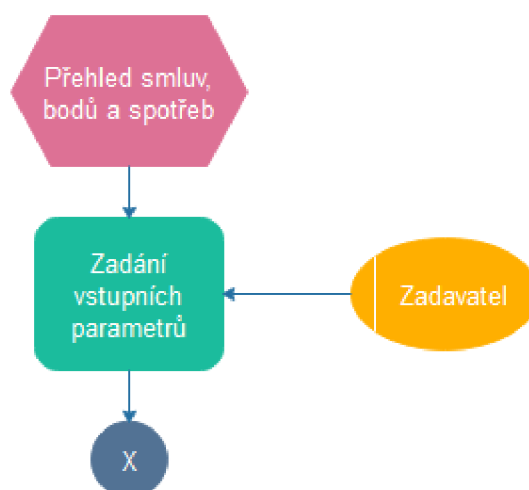 Přehled smluv,
bodů a spotřeb
Zadání
vstupních
parametrů
Zadavatel
X